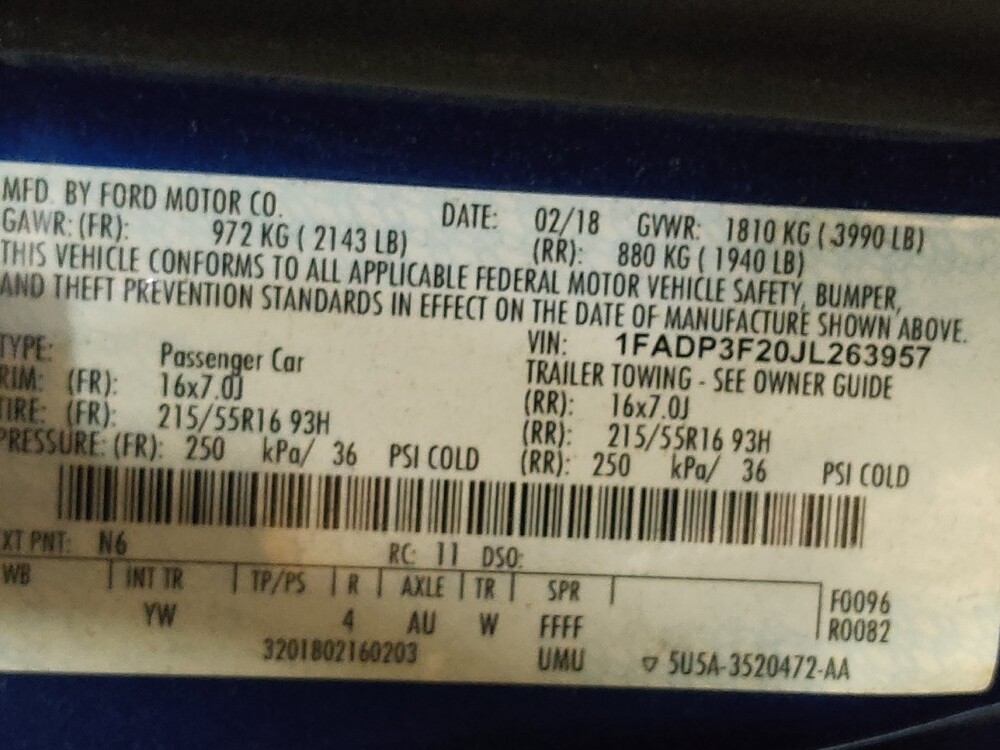 MFD. BY FORD MOTOR CO. DATE: 02/18 GVWR: 1810 KG ( 3990 LB)
GAWR: (FR): 972 KG ( 2143 LB) (RR): 880 KG ( 1940 LB)
THIS VEHICLE CONFORMS TO ALL APPLICABLE FEDERAL MOTOR VEHICLE SAFETY, BUMPER,
AND THEFT PREVENTION STANDARDS IN EFFECT ON THE DATE OF MANUFACTURE SHOWN ABOVE.
VIN: 1FADP3F20JL263957
TYPE: Passenger Car TRAILER TOWING - SEE OWNER GUIDE
RIM: (FR): 16x7.0J (RR): 16x7.0J
TIRE: (FR): 215/55R16 93H (RR): 215/55R16 93H
PRESSURE: (FR): 250 kPa/ 36 PSI COLD (RR): 250 kPa/ 36 PSI COLD
XT PNT: N6 RC: 11 DSO:
WB INT TR TP/PS R AXLE TR SPR F0096
YW 4 AU W FFFF R0082
3201802160203 UMU ▽ 5U5A-3520472-AA